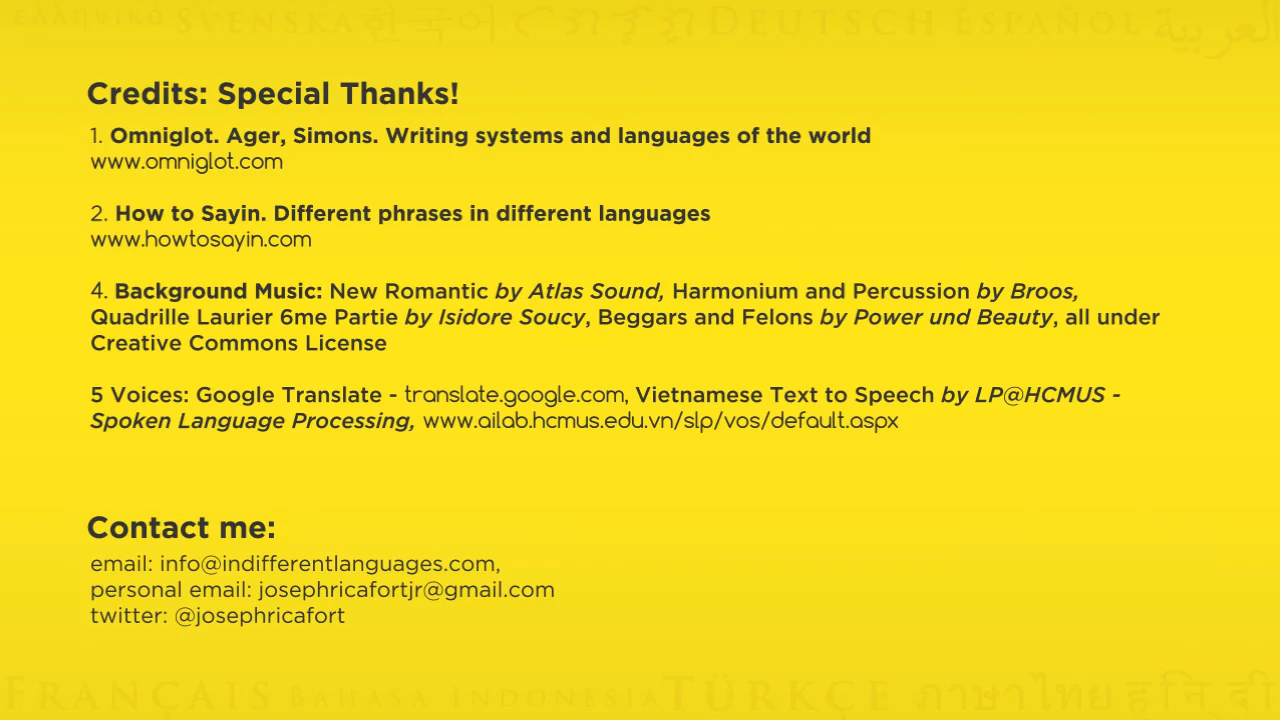 ελληνικά SVENSKA 한국어 DEUTSCH ESPAÑOL العربية
Credits: Special Thanks!
1. Omniglot. Ager, Simons. Writing systems and languages of the world
www.omniglot.com
2. How to Sayin. Different phrases in different languages
www.howtosayin.com
4. Background Music: New Romantic by Atlas Sound, Harmonium and Percussion by Broos,
Quadrille Laurier 6me Partie by Isidore Soucy, Beggars and Felons by Power und Beauty, all under
Creative Commons License
5 Voices: Google Translate - translate.google.com, Vietnamese Text to Speech by LP@HCMUS -
Spoken Language Processing, www.ailab.hcmus.edu.vn/slp/vos/default.aspx
Contact me:
email: info@indifferentlanguages.com,
personal email: josephricafortjr@gmail.com
twitter: @josephricafort
FRANÇAIS BAHASA INDONESIA TÜRKÇE ภาษาไทย हिन्दी